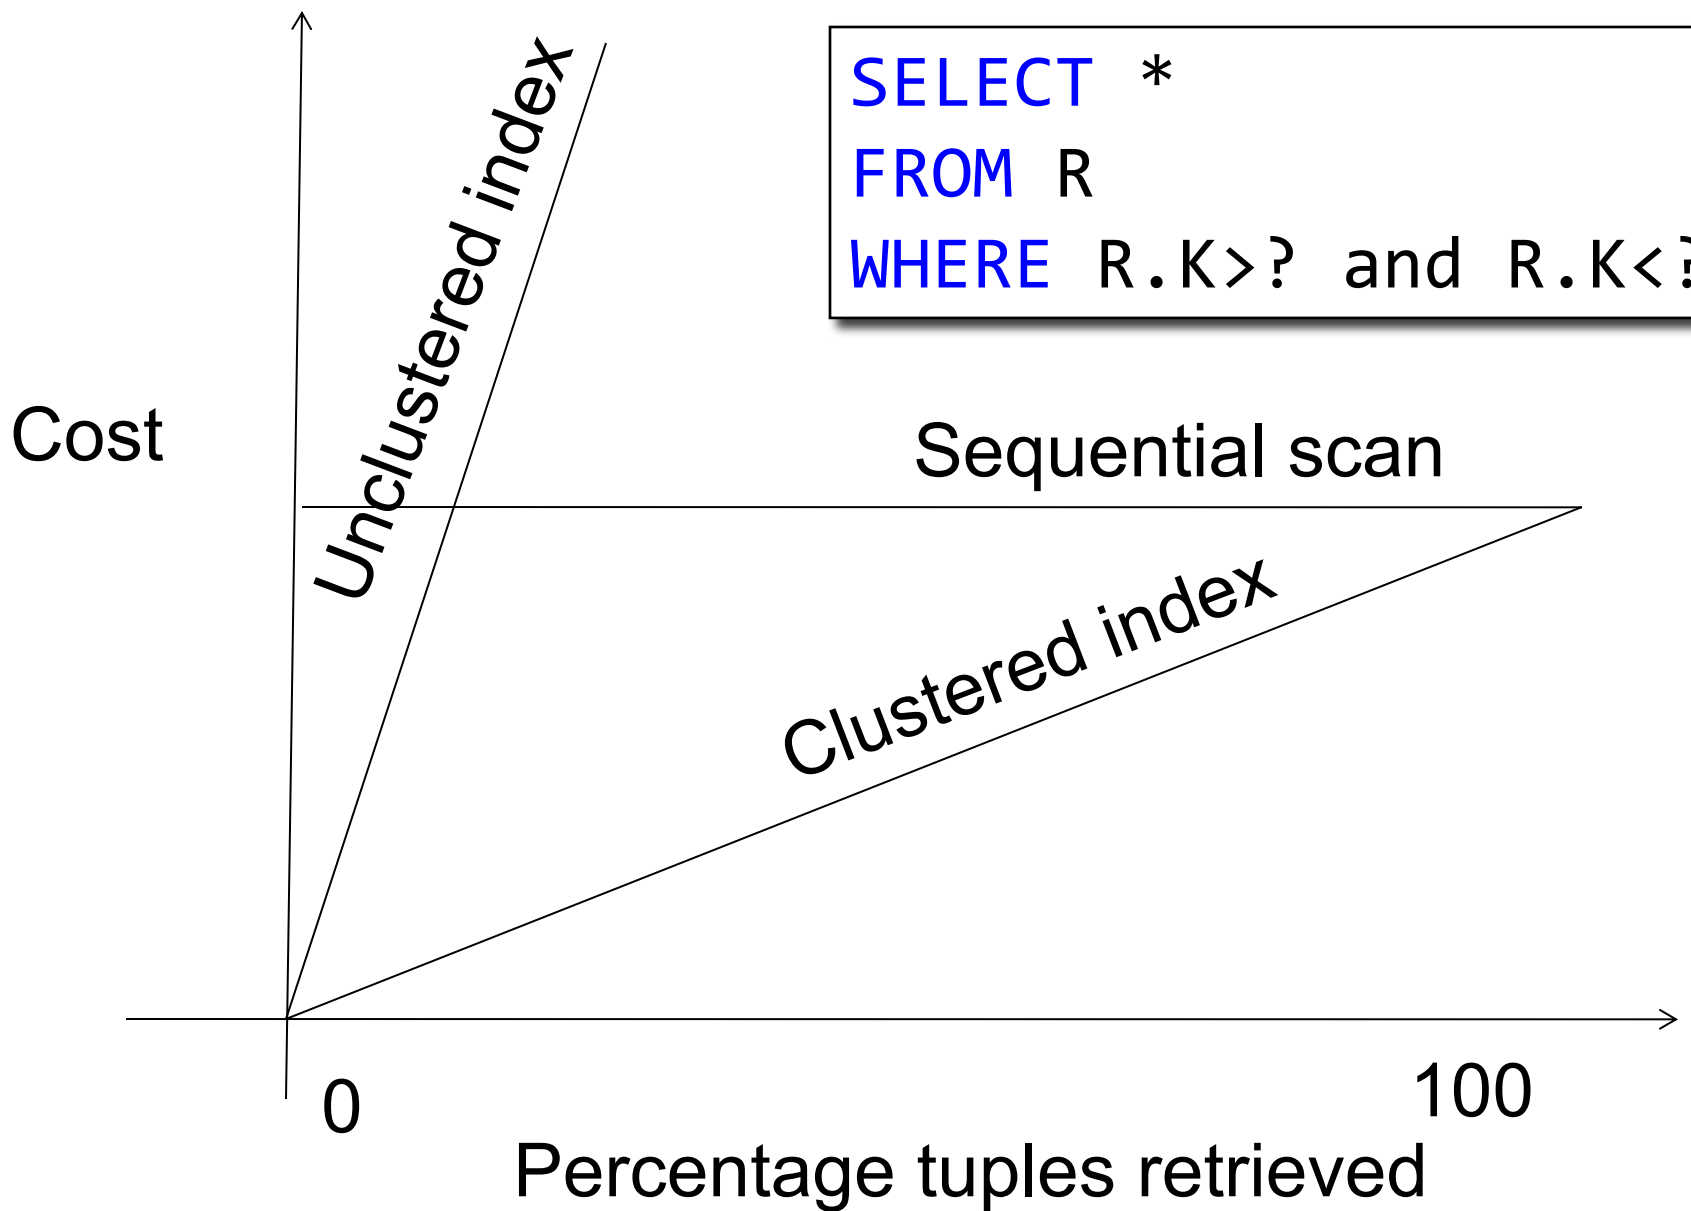 SELECT *
FROM R
WHERE R.K>? and R.K<?
Unclustered index
Cost
Sequential scan
Clustered index
0
100
Percentage tuples retrieved